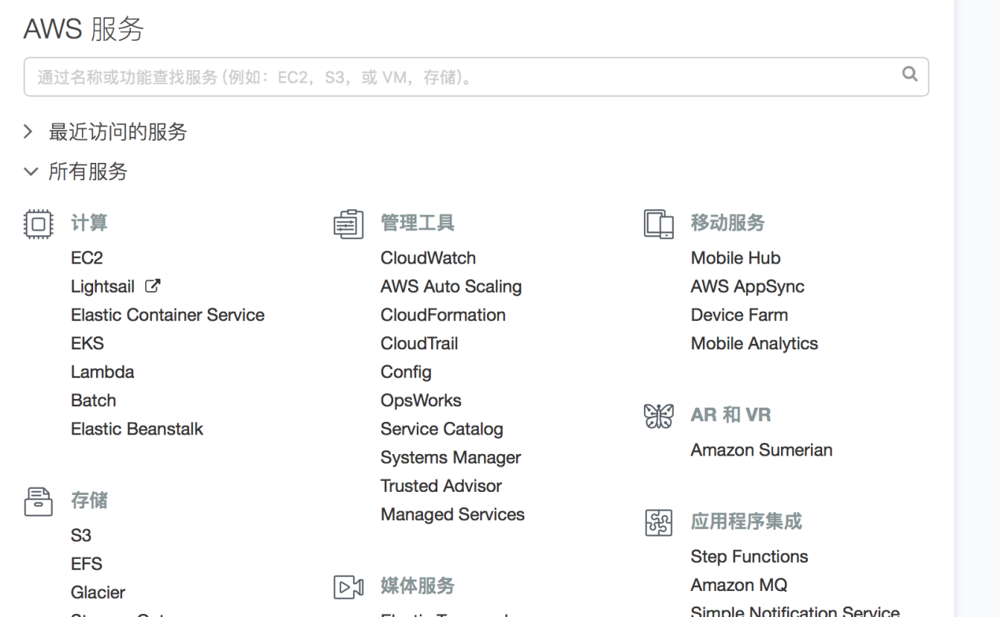 AWS 服务
通过名称或功能查找服务 (例如：EC2，S3，或 VM，存储)。
最近访问的服务
所有服务
计算
EC2
Lightsail
Elastic Container Service
EKS
Lambda
Batch
Elastic Beanstalk
存储
S3
EFS
Glacier
管理工具
CloudWatch
AWS Auto Scaling
CloudFormation
CloudTrail
Config
OpsWorks
Service Catalog
Systems Manager
Trusted Advisor
Managed Services
媒体服务
移动服务
Mobile Hub
AWS AppSync
Device Farm
Mobile Analytics
AR 和 VR
Amazon Sumerian
应用程序集成
Step Functions
Amazon MQ
Simple Notification Service